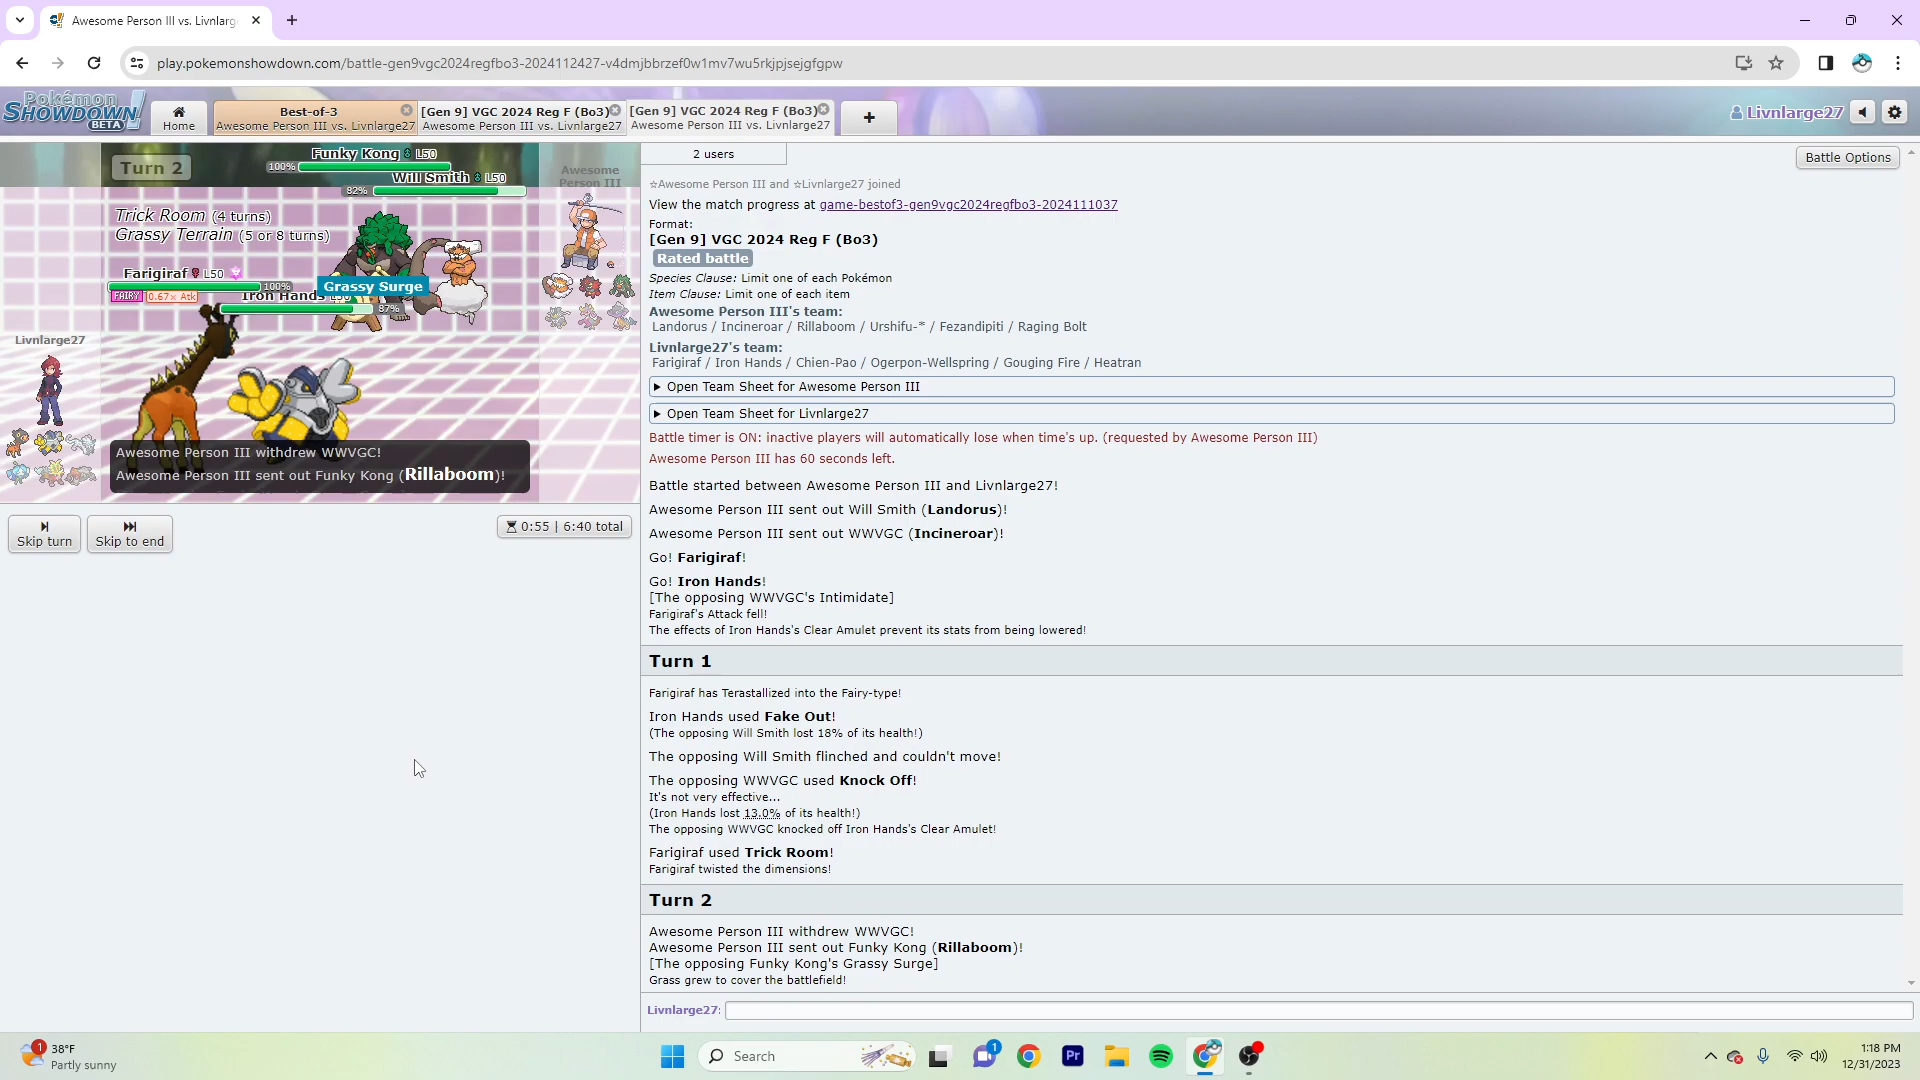 Awesome Person III vs. Livnlarg
play.pokemonshowdown.com/battle-gen9vgc2024regfbo3-2024112427-v4dmjbbrzef0w1mv7wu5rkjpjsejgfgpw
Pokémon
SHOWDOWN!
BETA
Home
Best-of-3
Awesome Person III vs. Livnlarge27
[Gen 9] VGC 2024 Reg F (Bo3)
Awesome Person III vs. Livnlarge27
[Gen 9] VGC 2024 Reg F (Bo3)
Awesome Person III vs. Livnlarge27
Livnlarge27
Turn 2
Funky Kong L50
100%
Will Smith L50
82%
Awesome
Person III
Trick Room (4 turns)
Grassy Terrain (5 or 8 turns)
Farigiraf L50
100%
FAIRY 0.67× Atk
Iron Hands L50
87%
Grassy Surge
Livnlarge27
Awesome Person III withdrew WWVGC!
Awesome Person III sent out Funky Kong (Rillaboom)!
Skip turn
Skip to end
0:55 | 6:40 total
2 users
Battle Options
☆Awesome Person III and ☆Livnlarge27 joined
View the match progress at game-bestof3-gen9vgc2024regfbo3-2024111037
Format:
[Gen 9] VGC 2024 Reg F (Bo3)
Rated battle
Species Clause: Limit one of each Pokémon
Item Clause: Limit one of each item
Awesome Person III's team:
Landorus / Incineroar / Rillaboom / Urshifu-* / Fezandipiti / Raging Bolt
Livnlarge27's team:
Farigiraf / Iron Hands / Chien-Pao / Ogerpon-Wellspring / Gouging Fire / Heatran
Open Team Sheet for Awesome Person III
Open Team Sheet for Livnlarge27
Battle timer is ON: inactive players will automatically lose when time's up. (requested by Awesome Person III)
Awesome Person III has 60 seconds left.
Battle started between Awesome Person III and Livnlarge27!
Awesome Person III sent out Will Smith (Landorus)!
Awesome Person III sent out WWVGC (Incineroar)!
Go! Farigiraf!
Go! Iron Hands!
[The opposing WWVGC's Intimidate]
Farigiraf's Attack fell!
The effects of Iron Hands's Clear Amulet prevent its stats from being lowered!
Turn 1
Farigiraf has Terastallized into the Fairy-type!
Iron Hands used Fake Out!
(The opposing Will Smith lost 18% of its health!)
The opposing Will Smith flinched and couldn't move!
The opposing WWVGC used Knock Off!
It's not very effective...
(Iron Hands lost 13.0% of its health!)
The opposing WWVGC knocked off Iron Hands's Clear Amulet!
Farigiraf used Trick Room!
Farigiraf twisted the dimensions!
Turn 2
Awesome Person III withdrew WWVGC!
Awesome Person III sent out Funky Kong (Rillaboom)!
[The opposing Funky Kong's Grassy Surge]
Grass grew to cover the battlefield!
Livnlarge27:
1
38°F
Partly sunny
Search
1
Pr
1:18 PM
12/31/2023